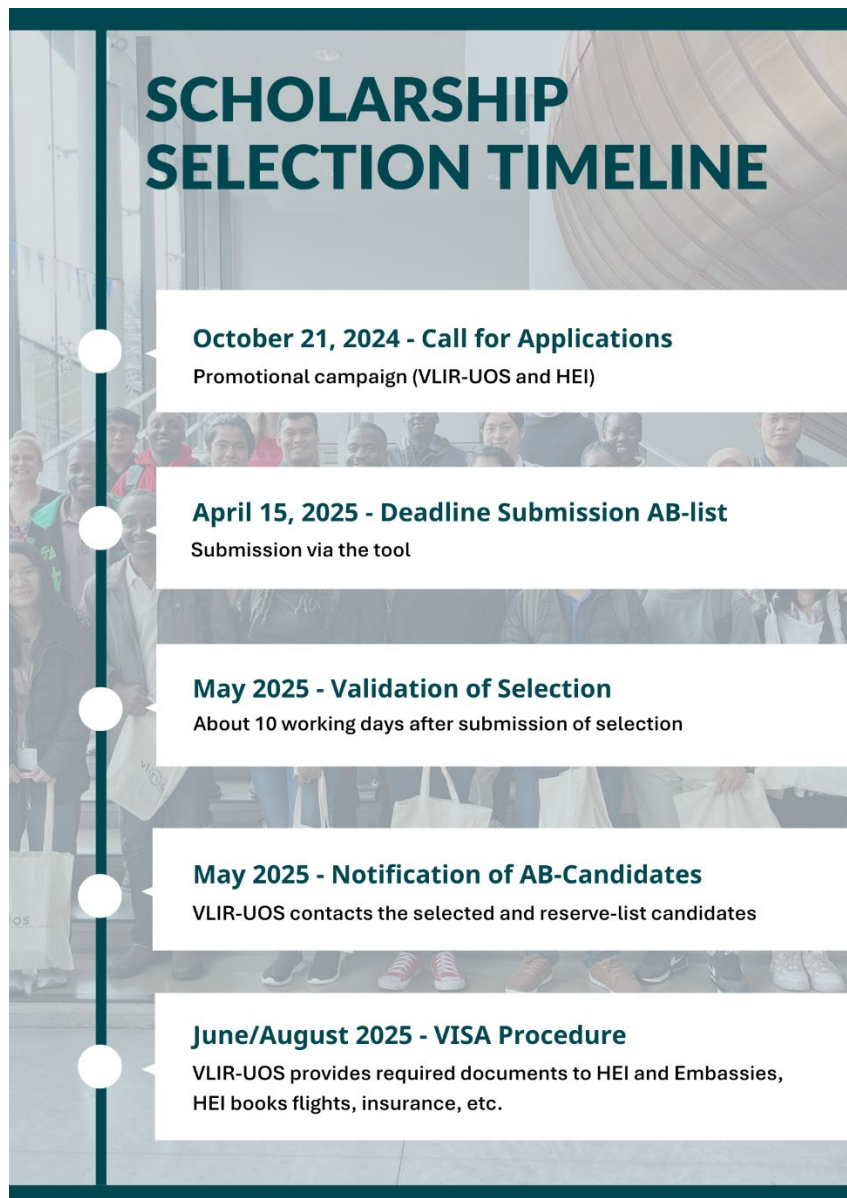 SCHOLARSHIP
SELECTION TIMELINE
October 21, 2024 - Call for Applications
Promotional campaign (VLIR-UOS and HEI)
April 15, 2025 - Deadline Submission AB-list
Submission via the tool
May 2025 - Validation of Selection
About 10 working days after submission of selection
May 2025 - Notification of AB-Candidates
VLIR-UOS contacts the selected and reserve-list candidates
June/August 2025 - VISA Procedure
VLIR-UOS provides required documents to HEI and Embassies,
HEI books flights, insurance, etc.